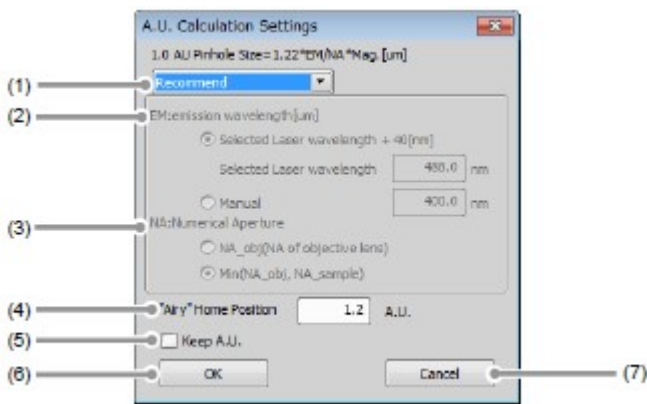 A.U. Calculation Settings
1.0 AU Pinhole Size=1.22*EM/NA*Mag.[um]
(1) Recommend
(2) EM:emission wavelength[um]
Selected Laser wavelength + 40[nm]
Selected Laser wavelength 488.0 nm
Manual 400.0 nm
(3) NA:Numerical Aperture
NA_obj(NA of objective lens)
Min(NA_obj, NA_sample)
(4) "Airy" Home Position 1.2 A.U.
(5) Keep A.U.
(6) OK Cancel (7)